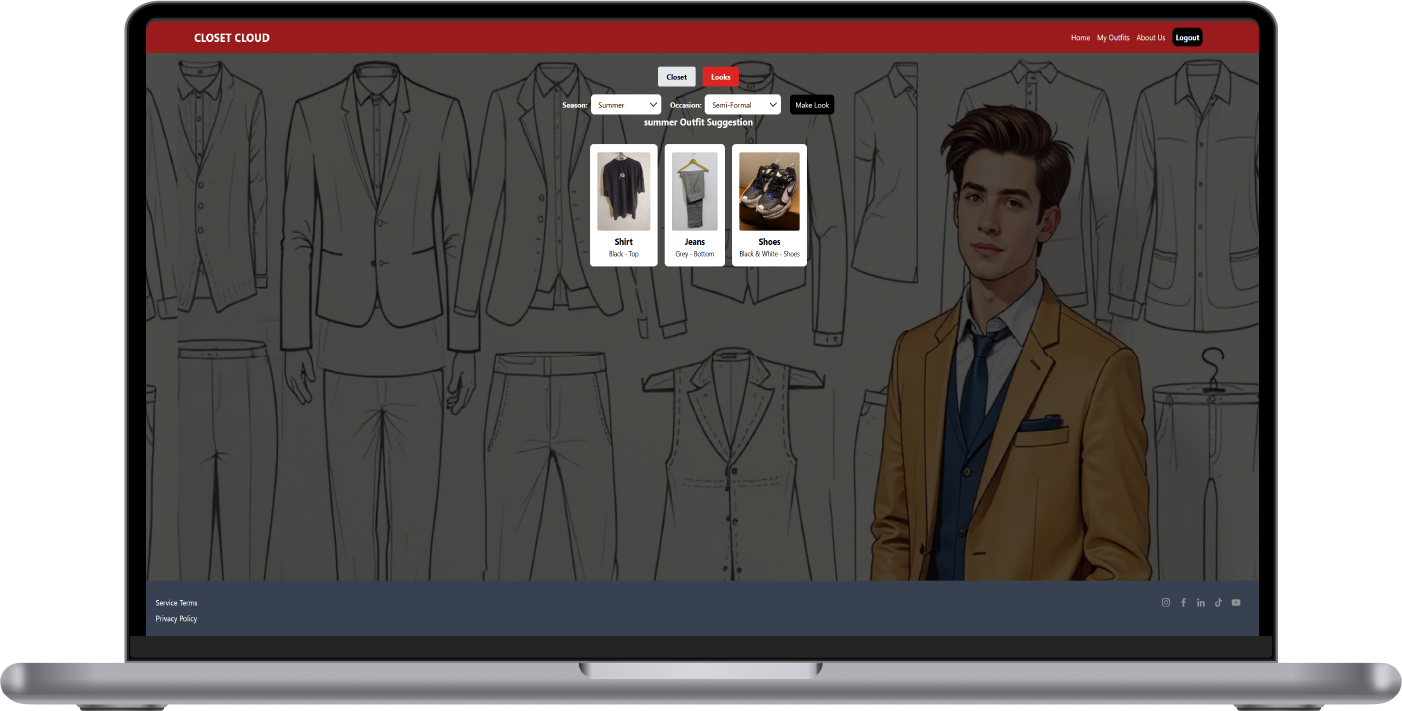 CLOSET CLOUD
Home My Outfits About Us Logout
Closet Looks
Season: Summer Occasion: Semi-Formal Make Look
summer Outfit Suggestion
Shirt Jeans Shoes
Black - Top Grey - Bottom Black & White - Shoes
Service Terms
Privacy Policy